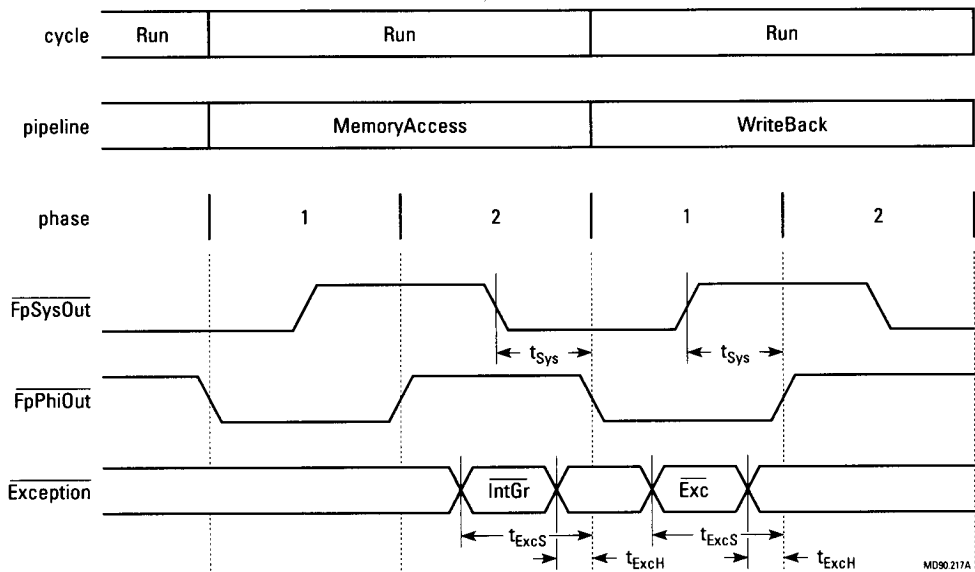 cycle Run Run Run
pipeline MemoryAccess WriteBack
phase 1 2 1 2
FpSysOut
tSys tSys
FpPhiOut
Exception IntGr Exc
tExcS tExcS
tExcH tExcH
MD90.217A